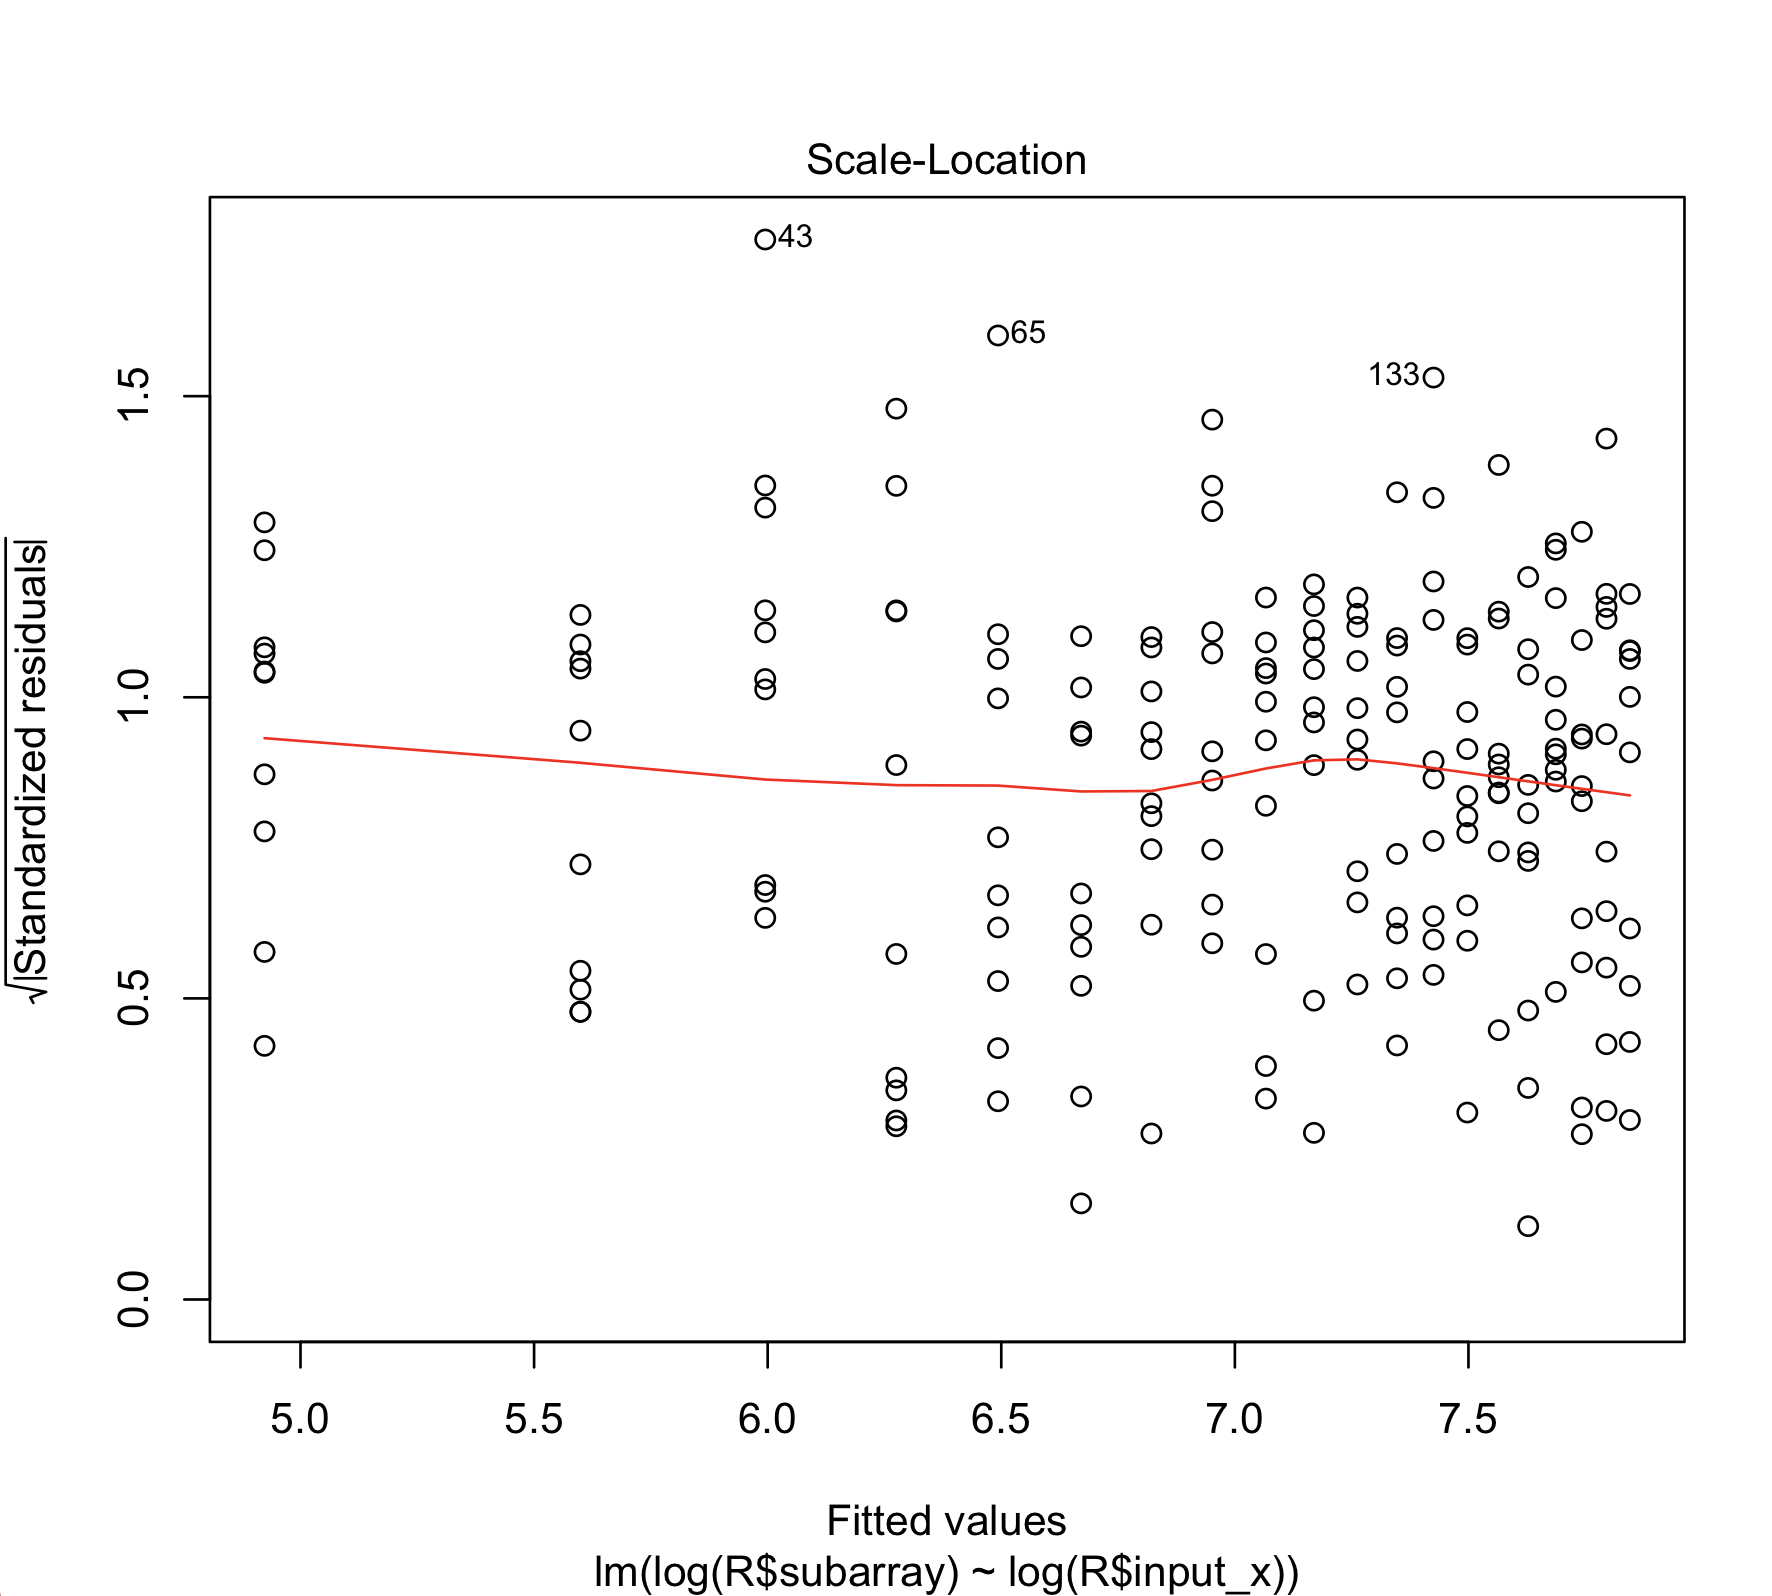 Scale-Location
43
65
133
√|Standardized residuals|
1.5
1.0
0.5
0.0
5.0 5.5 6.0 6.5 7.0 7.5
Fitted values
lm(log(R$subarray) ~ log(R$input_x))